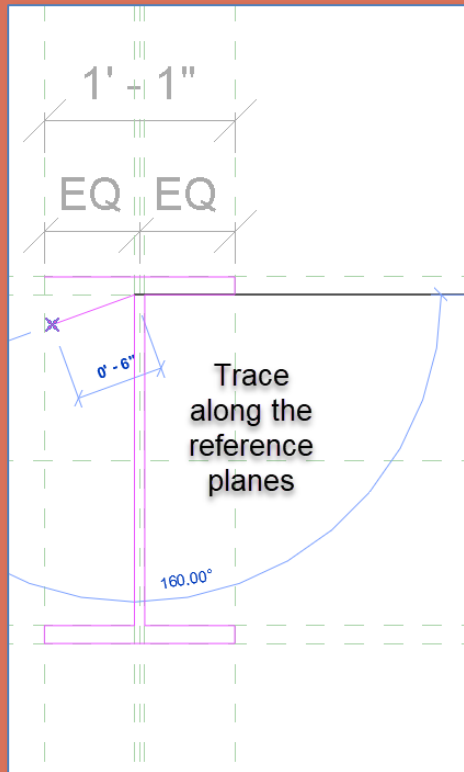 1' - 1"
EQ EQ
0' - 6"
Trace
along the
reference
planes
160.00°